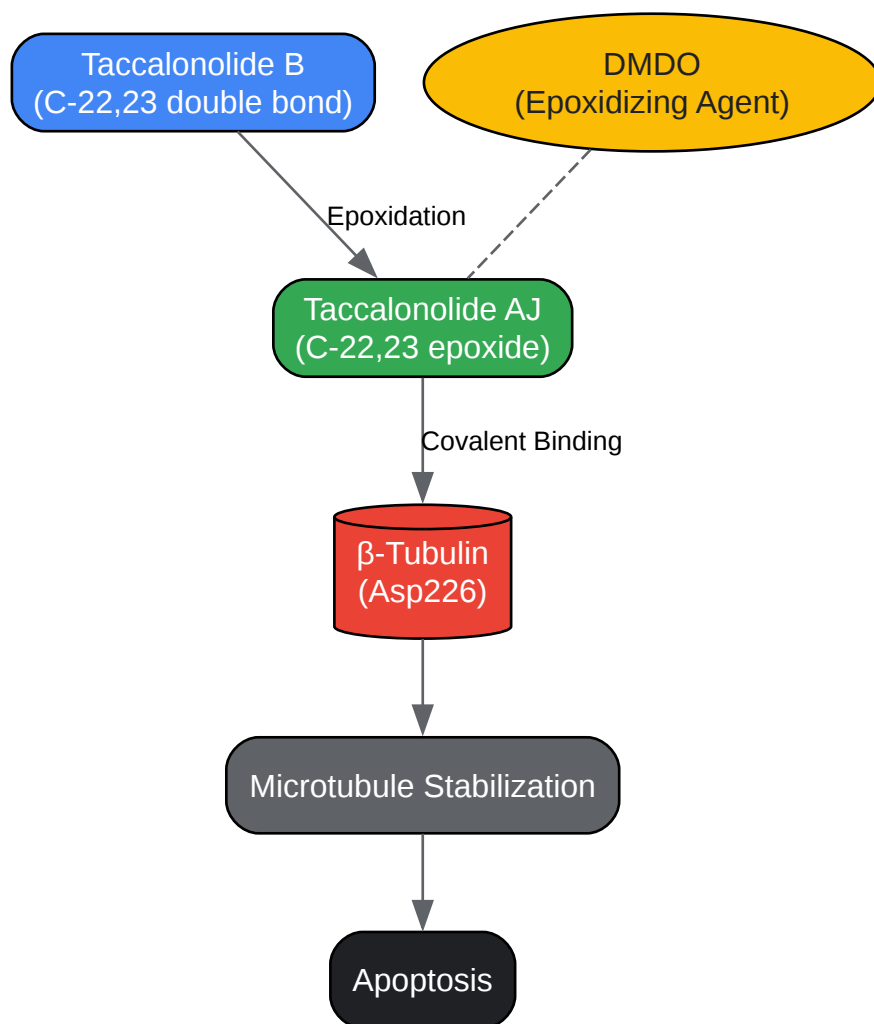 Taccalonolide B
(C-22,23 double bond)
DMDO
(Epoxidizing Agent)
Epoxidation
Taccalonolide AJ
(C-22,23 epoxide)
Covalent Binding
β-Tubulin
(Asp226)
Microtubule Stabilization
Apoptosis